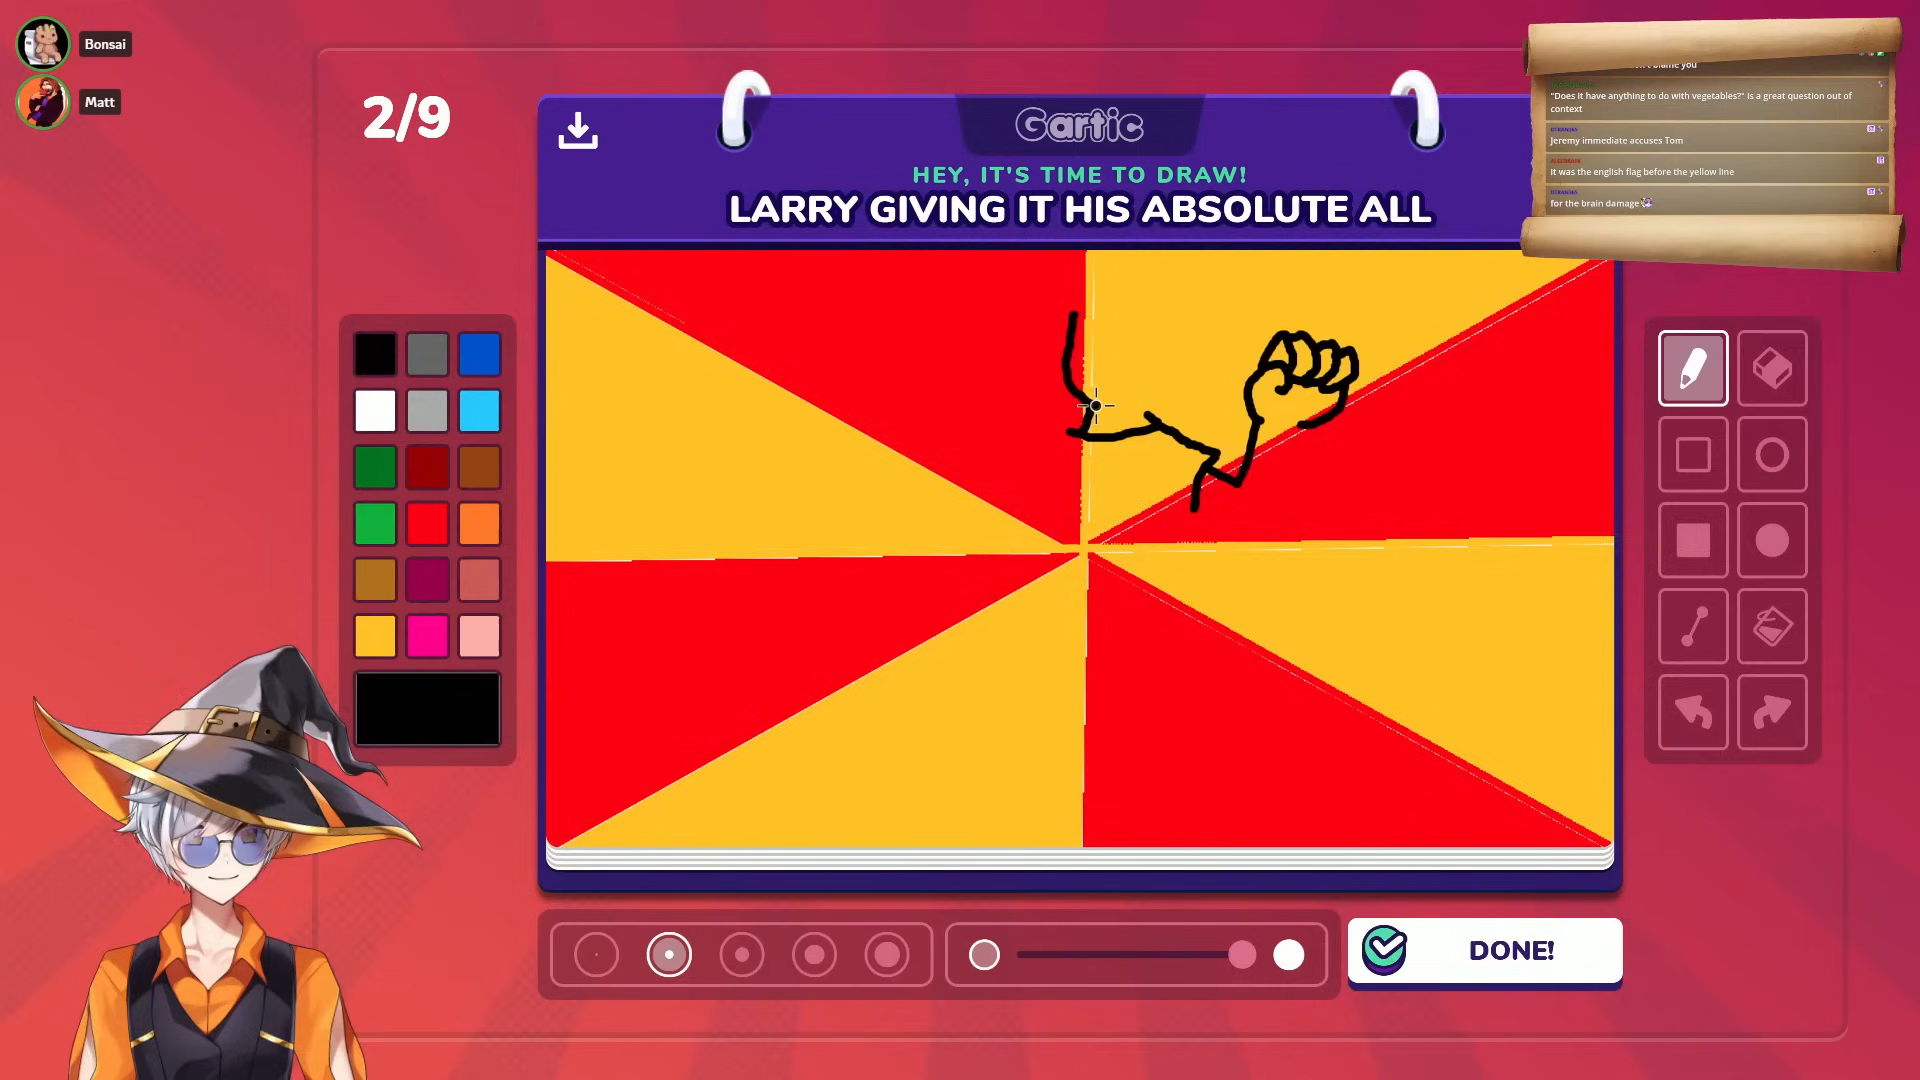 Bonsai
Matt
2/9
Gartic
HEY, IT'S TIME TO DRAW!
LARRY GIVING IT HIS ABSOLUTE ALL
blame you
"Does it have anything to do with vegetables?" is a great question out of
context
Jeremy immediate accuses Tom
It was the english flag before the yellow line
for the brain damage
DONE!